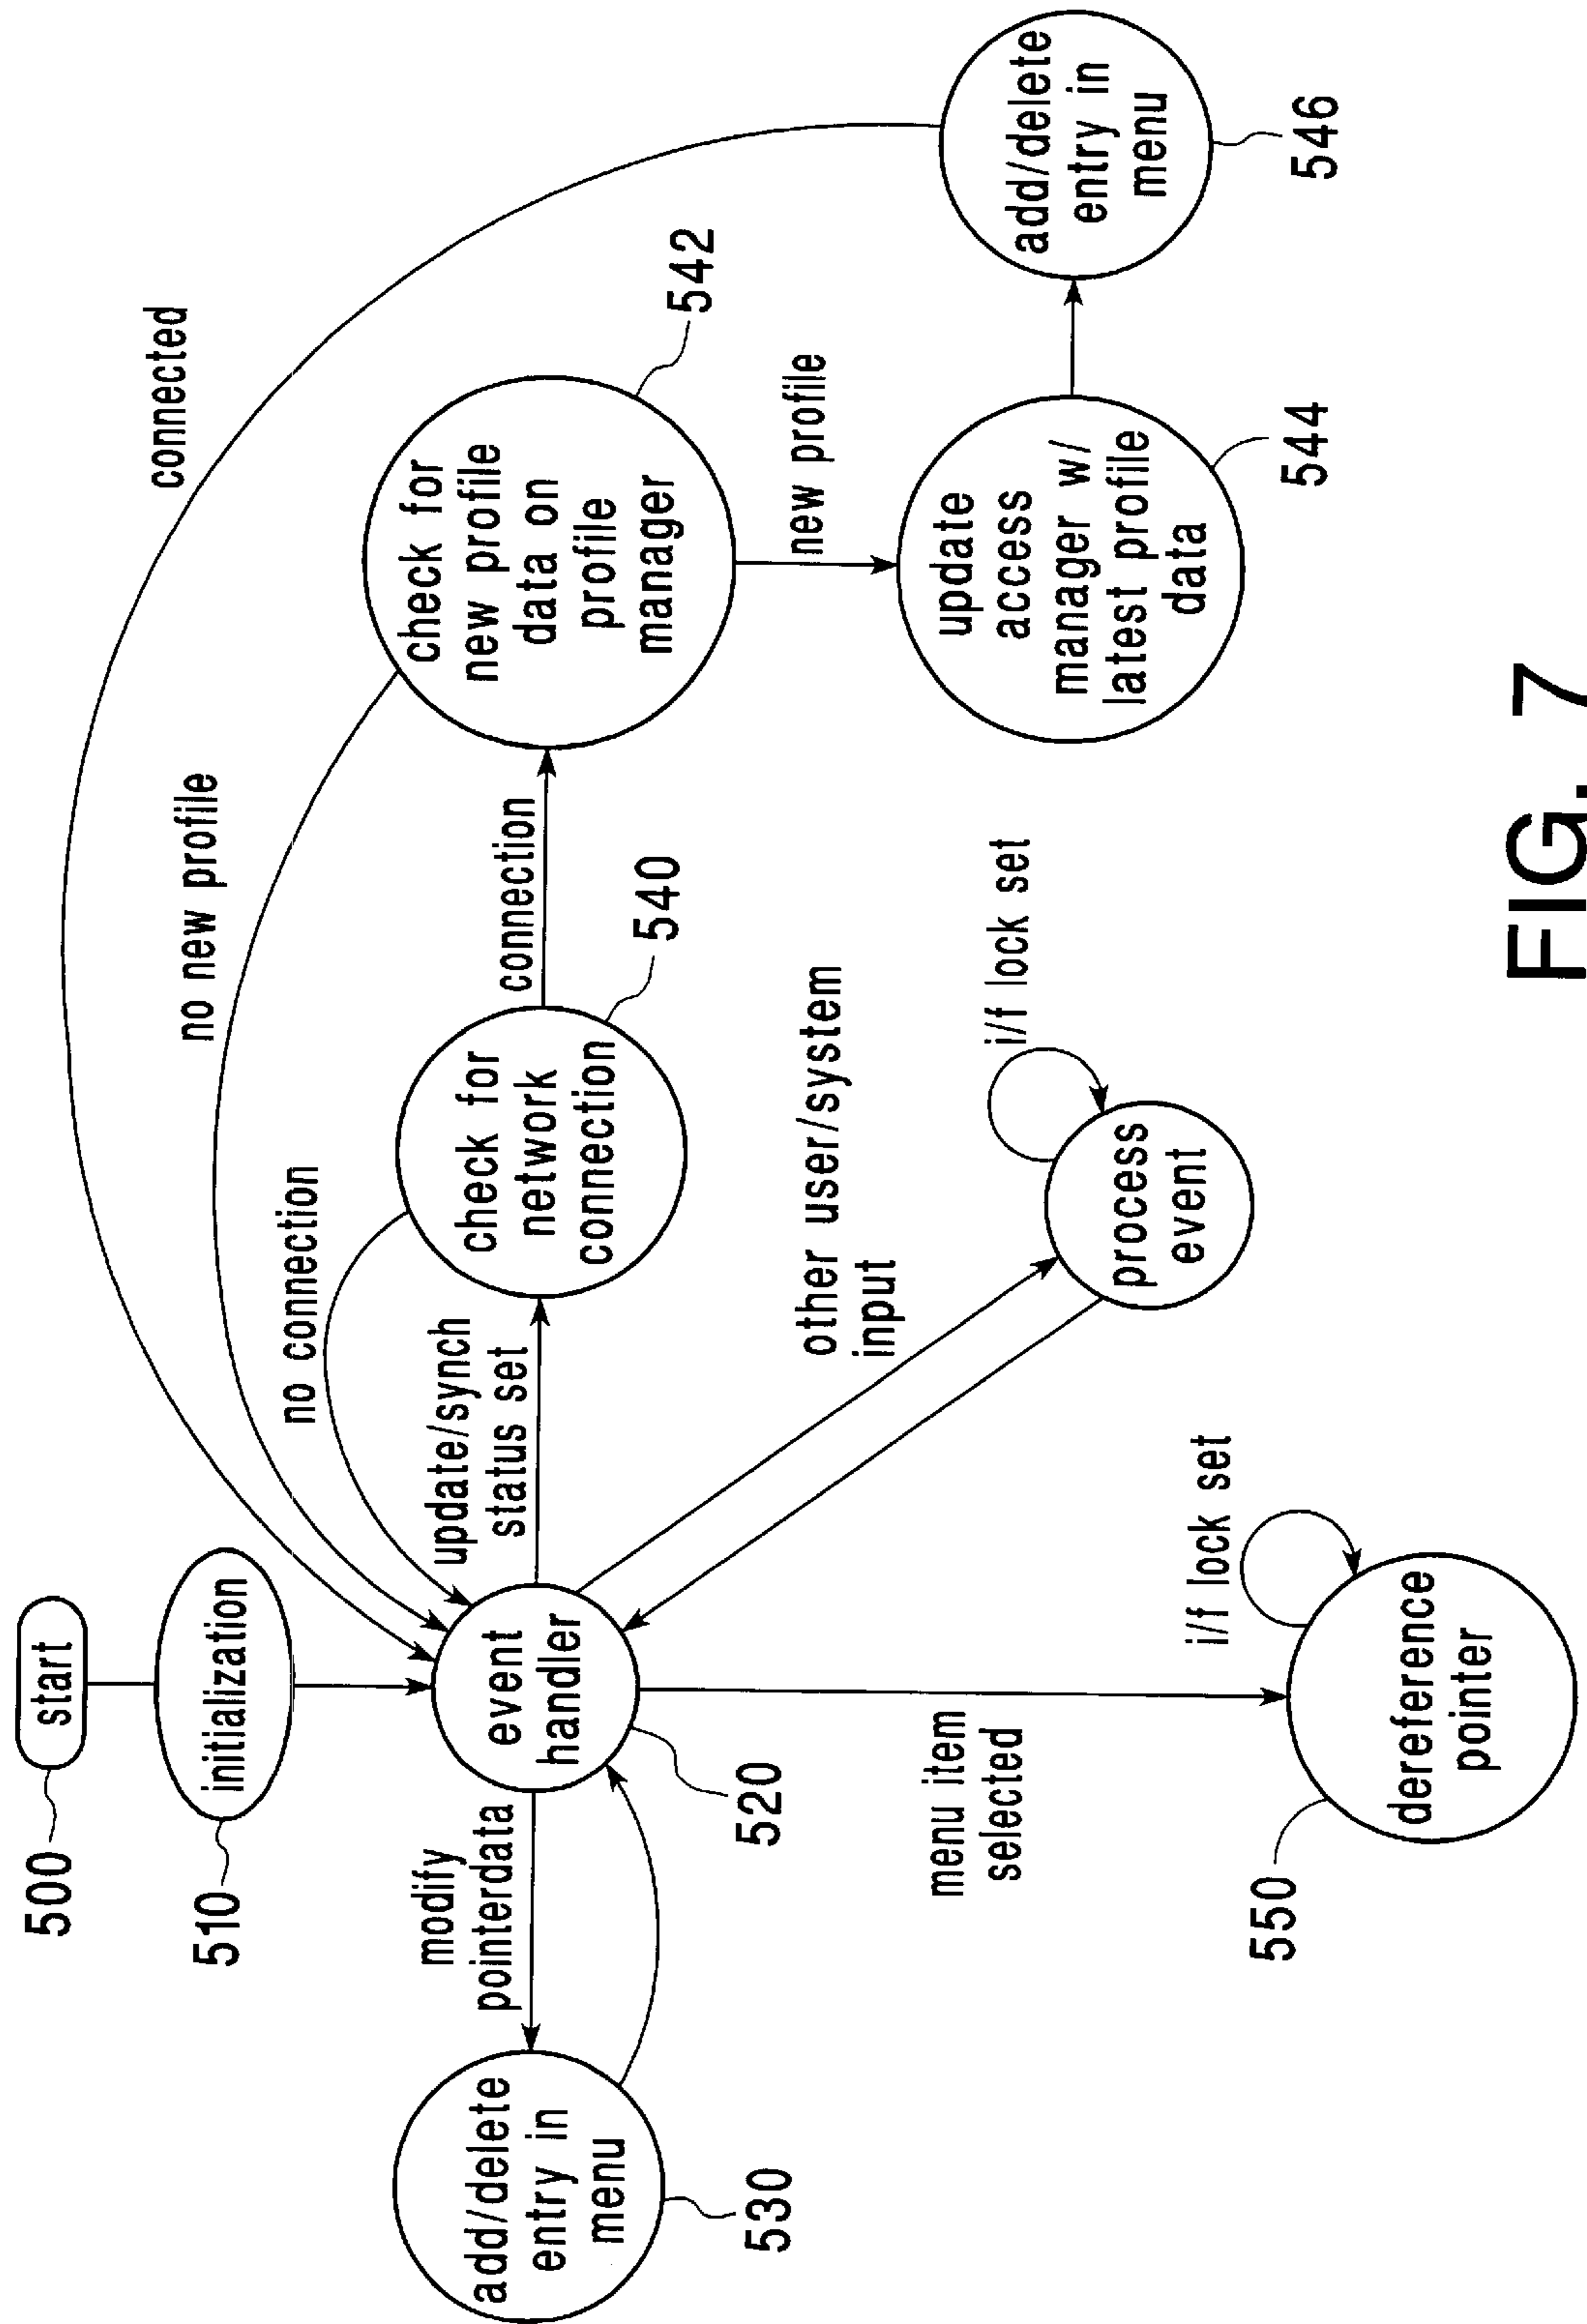 start
500
initialization
510
event
handler
520
modify
pointerdata
add/delete
entry in
menu
530
update/synch
status set
no connection
check for
network
connection
540
connection
no new profile
check for
new profile
data on
profile
manager
542
new profile
update
access
manager w/
latest profile
data
544
connected
add/delete
entry in
menu
546
other user/system
input
process
event
i/f lock set
menu item
selected
dereference
pointer
550
i/f lock set
FIG. 7